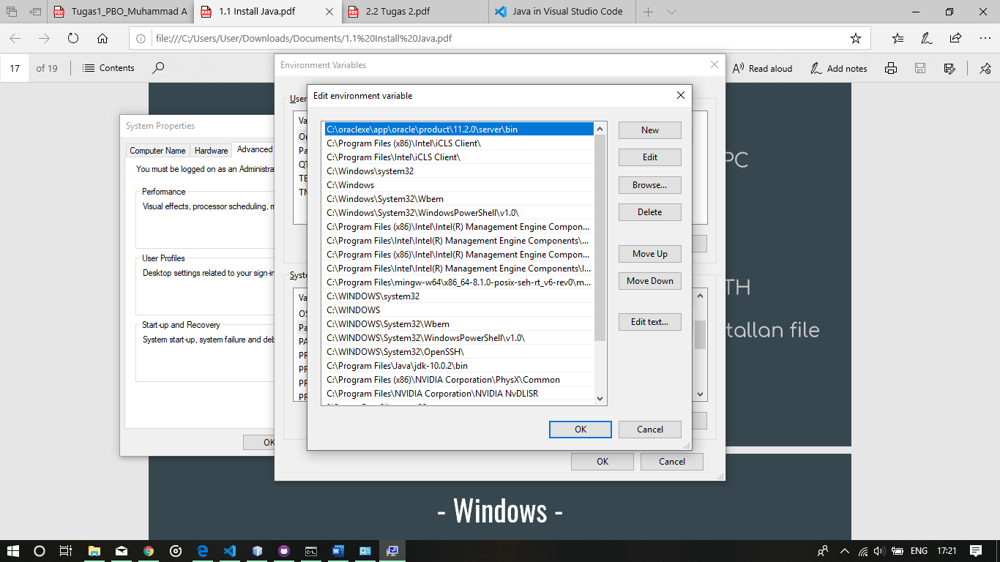 Tugas1_PBO_Muhammad A
1.1 Install Java.pdf
2.2 Tugas 2.pdf
Java in Visual Studio Code
file:///C:/Users/User/Downloads/Documents/1.1%20Install%20Java.pdf
17 of 19
Contents
Read aloud
Add notes
Environment Variables
User
Va
Or
Pa
QT
TE
TM
Edit environment variable
C:\oraclexe\app\oracle\product\11.2.0\server\bin
C:\Program Files (x86)\Intel\iCLS Client\
C:\Program Files\Intel\iCLS Client\
C:\Windows\system32
C:\Windows
C:\Windows\System32\Wbem
C:\Windows\System32\WindowsPowerShell\v1.0\
C:\Program Files (x86)\Intel\Intel(R) Management Engine Compon...
C:\Program Files\Intel\Intel(R) Management Engine Components\...
C:\Program Files (x86)\Intel\Intel(R) Management Engine Compon...
C:\Program Files\Intel\Intel(R) Management Engine Components\I...
C:\Program Files\mingw-w64\x86_64-8.1.0-posix-seh-rt_v6-rev0\m...
C:\WINDOWS\system32
C:\WINDOWS
C:\WINDOWS\System32\Wbem
C:\WINDOWS\System32\WindowsPowerShell\v1.0\
C:\WINDOWS\System32\OpenSSH\
C:\Program Files\Java\jdk-10.0.2\bin
C:\Program Files (x86)\NVIDIA Corporation\PhysX\Common
C:\Program Files\NVIDIA Corporation\NVIDIA NvDLISR
New
Edit
Browse...
Delete
Move Up
Move Down
Edit text...
OK
Cancel
Syste
Va
OS
Pa
PA
PR
PR
PR
PR
OK
Cancel
System Properties
Computer Name
Hardware
Advanced
You must be logged on as an Administra
Performance
Visual effects, processor scheduling, m
User Profiles
Desktop settings related to your sign-in
Start-up and Recovery
System start-up, system failure and deb
OK
PC
TH
tallan file
- Windows -
ENG
17:21